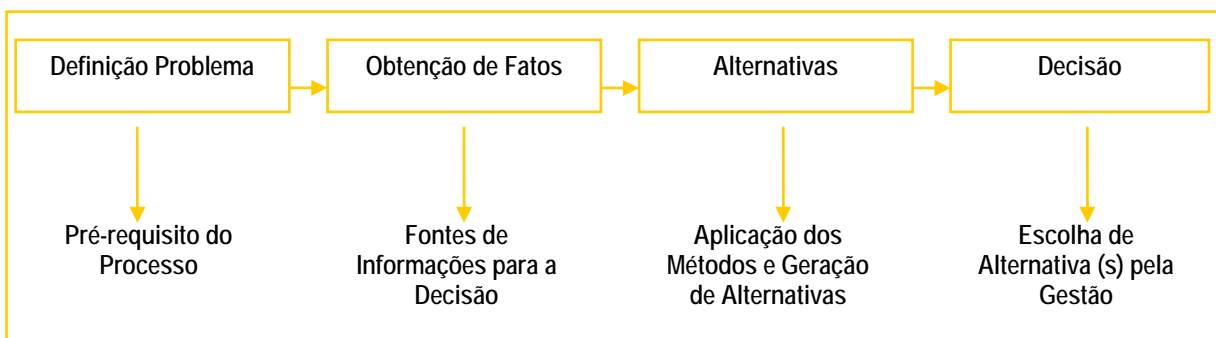 Definição Problema
Obtenção de Fatos
Alternativas
Decisão
Pré-requisito do
Processo
Fontes de
Informações para a
Decisão
Aplicação dos
Métodos e Geração
de Alternativas
Escolha de
Alternativa (s) pela
Gestão